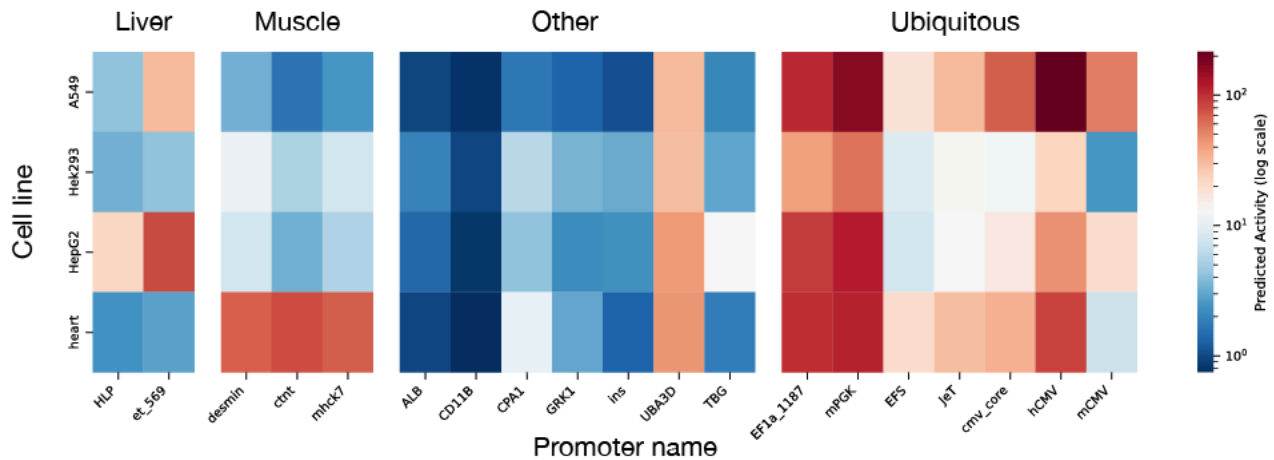 Liver Muscle Other Ubiquitous
A549
Hek293
HepG2
heart
Cell line
HLP et_569 desmin ctnt mhck7 ALB CD11B CPA1 GRK1 ins UBA3D TBG EF1a_1187 mPGK EFS JeT cmv_core hCMV mCMV
Promoter name
10²
10¹
10⁰
Predicted Activity (log scale)